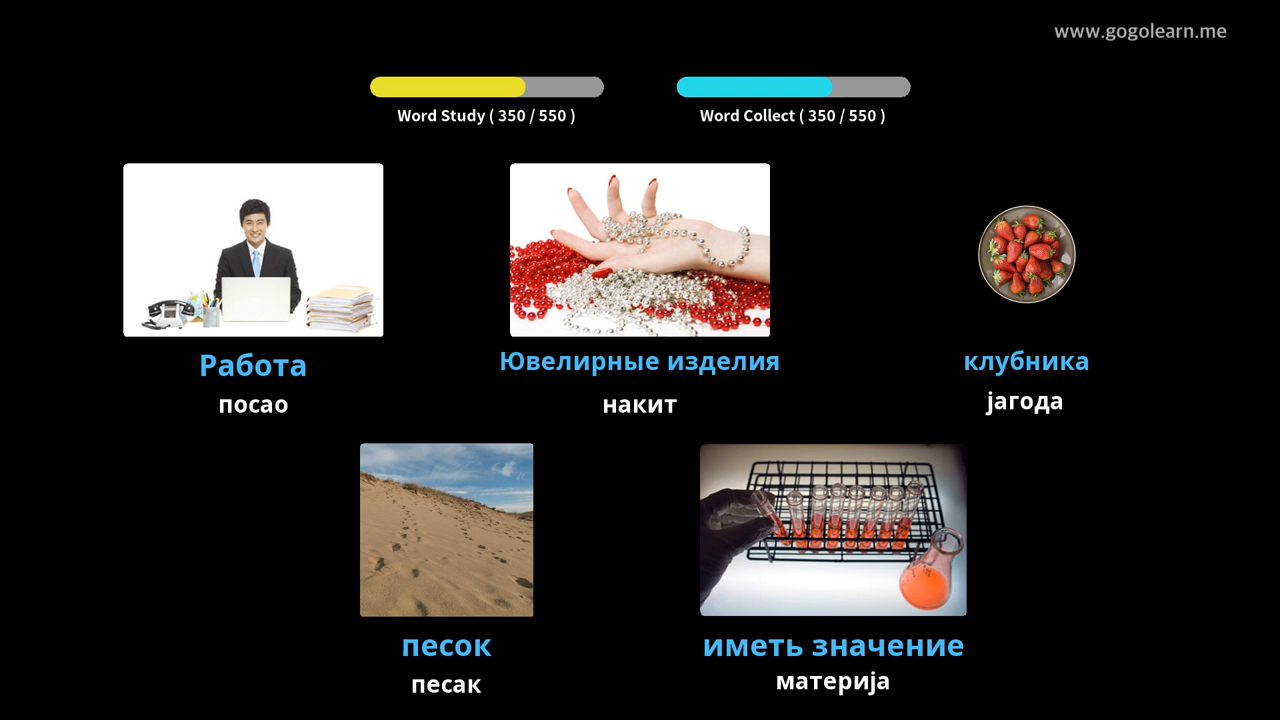 www.gogolearn.me
Word Study ( 350 / 550 )
Word Collect ( 350 / 550 )
Работа
посао
Ювелирные изделия
накит
клубника
јагода
песок
песак
иметь значение
материја